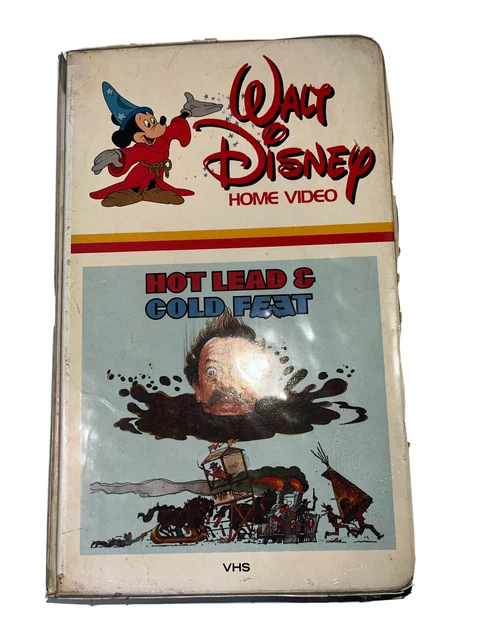 WALT
DISNEY
HOME VIDEO
HOT LEAD &
COLD FEET
VHS